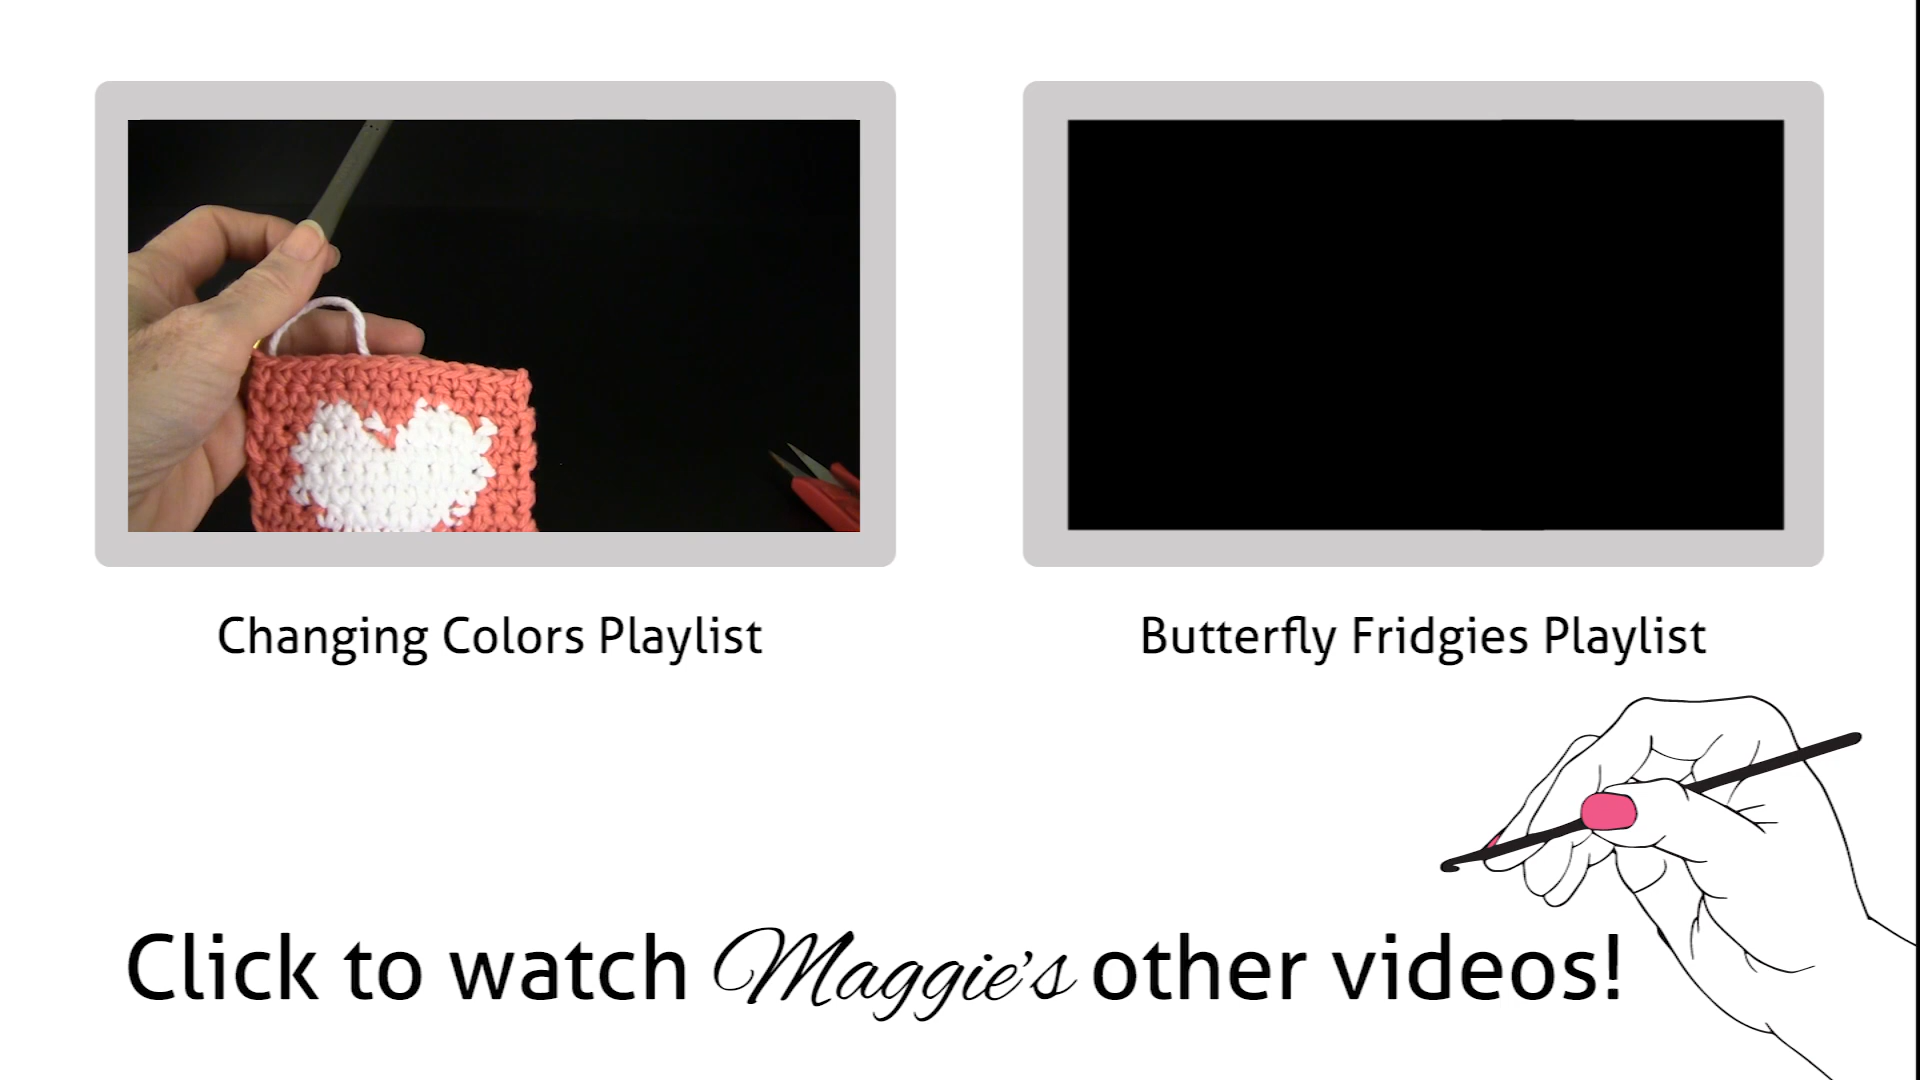 Changing Colors Playlist
Butterfly Fridgies Playlist
Click to watch Maggie's other videos!